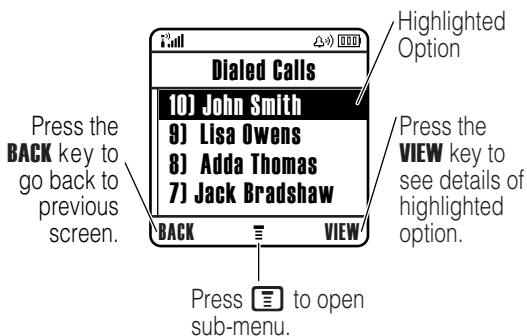 Highlighted
Option
Dialed Calls
10) John Smith
9) Lisa Owens
8) Adda Thomas
7) Jack Bradshaw
BACK
VIEW
Press the
BACK key to
go back to
previous
screen.
Press the
VIEW key to
see details of
highlighted
option.
Press to open
sub-menu.